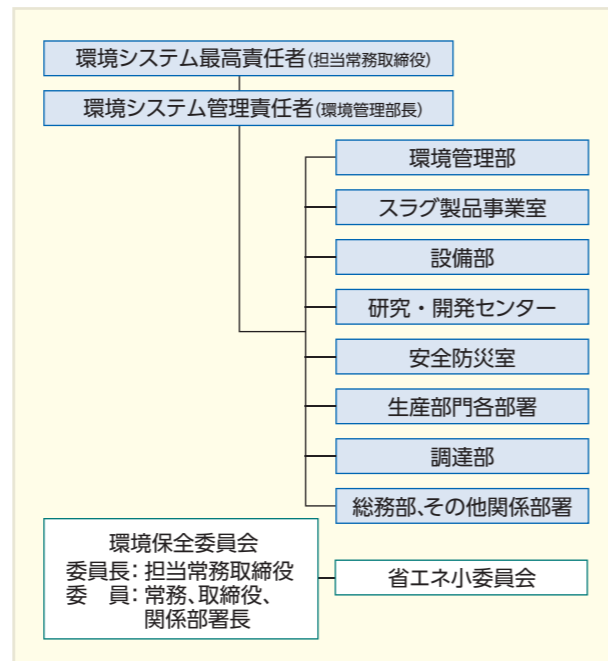 環境システム最高責任者(担当常務取締役)
環境システム管理責任者(環境管理部長)
環境管理部
スラグ製品事業室
設備部
研究・開発センター
安全防災室
生産部門各部署
調達部
総務部、その他関係部署
環境保全委員会
委員長：担当常務取締役
委　員：常務、取締役、
関係部署長
省エネ小委員会